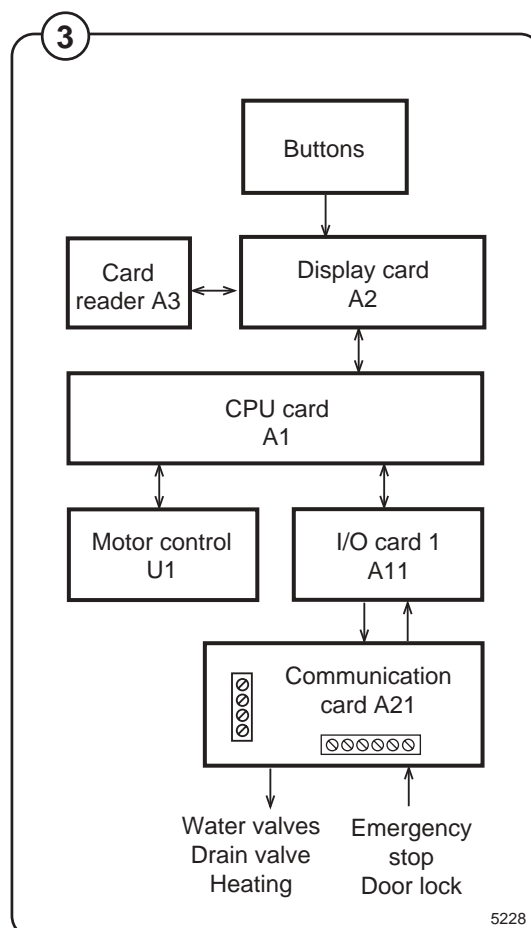 3
Buttons
Card
reader A3
Display card
A2
CPU card
A1
Motor control
U1
I/O card 1
A11
Communication
card A21
Water valves
Drain valve
Heating
Emergency
stop
Door lock
5228